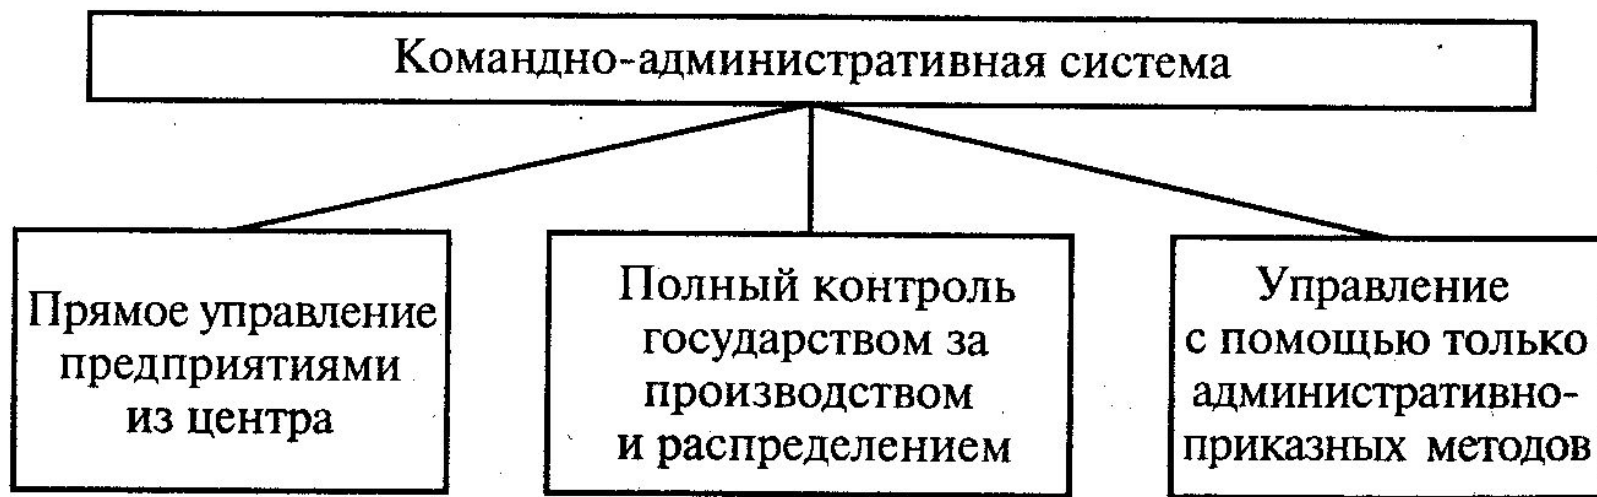 Командно-административная система
Прямое управление
предприятиями
из центра
Полный контроль
государством за
производством
и распределением
Управление
с помощью только
административно-
приказных методов